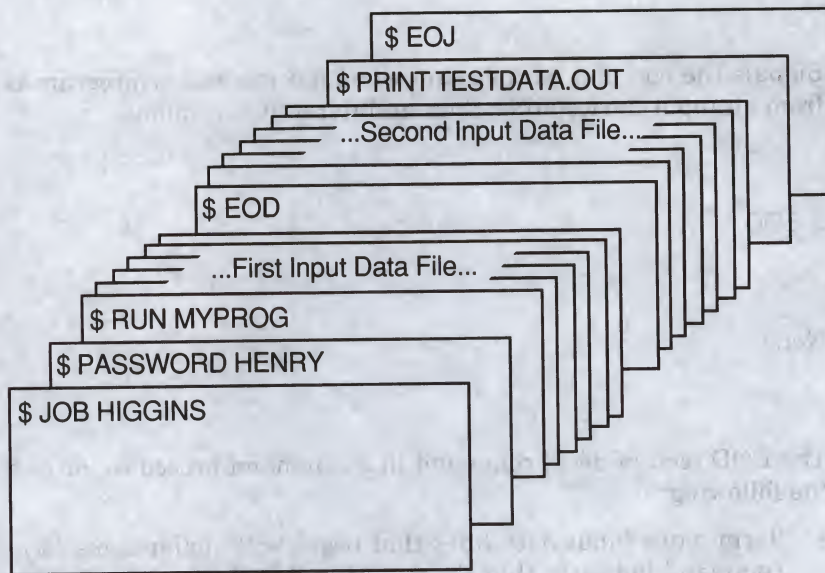 $ EOJ
$ PRINT TESTDATA.OUT
...Second Input Data File...
$ EOD
...First Input Data File...
$ RUN MYPROG
$ PASSWORD HENRY
$ JOB HIGGINS